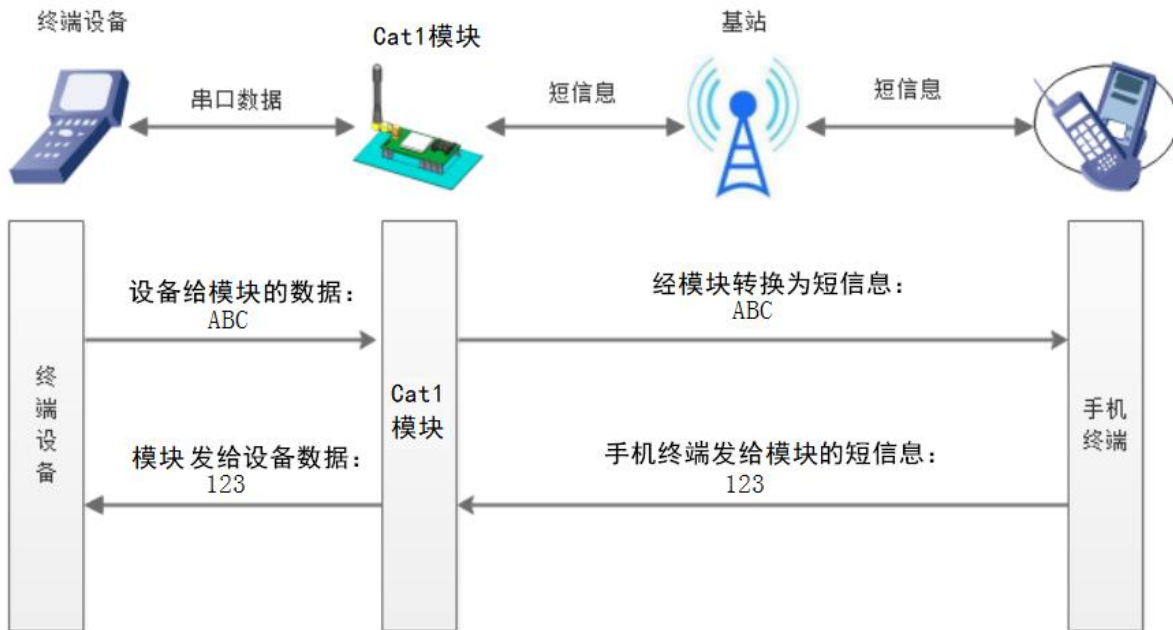 终端设备
Cat1模块
基站
串口数据
短信息
短信息
设备给模块的数据：
ABC
经模块转换为短信息：
ABC
终端设备
Cat1
模块
手机
终端
模块 发给设备数据：
123
手机终端发给模块的短信息：
123